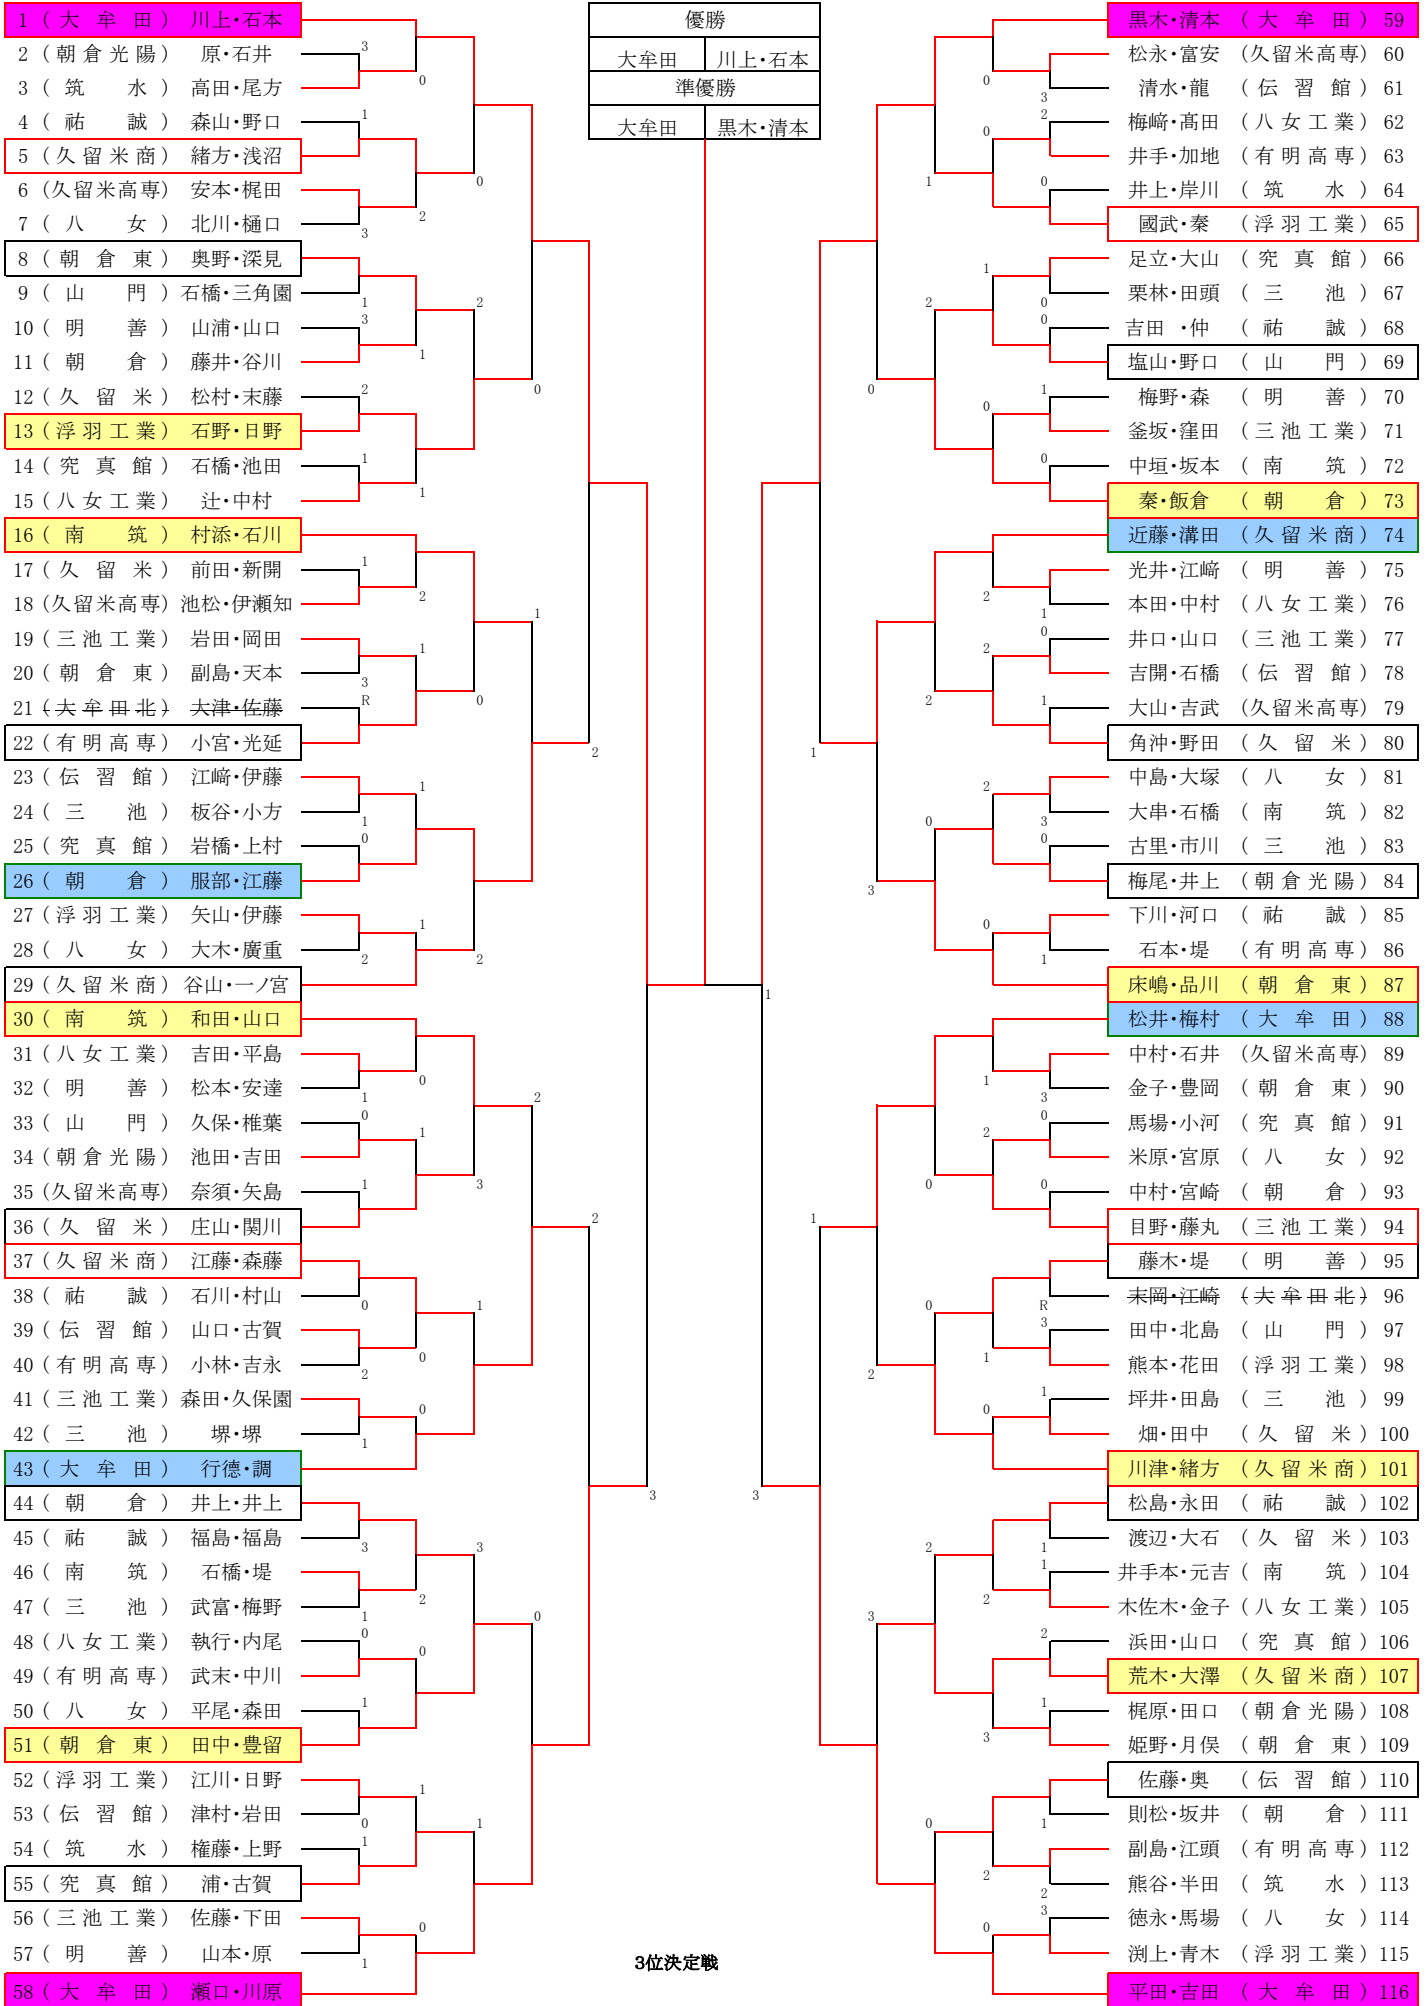 優勝
大牟田 川上・石本
準優勝
大牟田 黒木・清本
1 (大牟田) 川上・石本
2 (朝倉光陽) 原・石井
3 (筑水) 高田・尾方
4 (祐誠) 森山・野口
5 (久留米商) 緒方・浅沼
6 (久留米高専) 安本・梶田
7 (八女) 北川・樋口
8 (朝倉東) 奥野・深見
9 (山門) 石橋・三角園
10 (明善) 山浦・山口
11 (朝倉) 藤井・谷川
12 (久留米) 松村・末藤
13 (浮羽工業) 石野・日野
14 (究真館) 石橋・池田
15 (八女工業) 辻・中村
16 (南筑) 村添・石川
17 (久留米) 前田・新開
18 (久留米高専) 池松・伊瀬知
19 (三池工業) 岩田・岡田
20 (朝倉東) 副島・天本
21 (大牟田北) 大津・佐藤
22 (有明高専) 小宮・光延
23 (伝習館) 江﨑・伊藤
24 (三池) 板谷・小方
25 (究真館) 岩橋・上村
26 (朝倉) 服部・江藤
27 (浮羽工業) 矢山・伊藤
28 (八女) 大木・廣重
29 (久留米商) 谷山・一ノ宮
30 (南筑) 和田・山口
31 (八女工業) 吉田・平島
32 (明善) 松本・安達
33 (山門) 久保・椎葉
34 (朝倉光陽) 池田・吉田
35 (久留米高専) 奈須・矢島
36 (久留米) 庄山・関川
37 (久留米商) 江藤・森藤
38 (祐誠) 石川・村山
39 (伝習館) 山口・古賀
40 (有明高専) 小林・吉永
41 (三池工業) 森田・久保園
42 (三池) 堺・堺
43 (大牟田) 行德・調
44 (朝倉) 井上・井上
45 (祐誠) 福島・福島
46 (南筑) 石橋・堤
47 (三池) 武富・梅野
48 (八女工業) 執行・内尾
49 (有明高専) 武末・中川
50 (八女) 平尾・森田
51 (朝倉東) 田中・豊留
52 (浮羽工業) 江川・日野
53 (伝習館) 津村・岩田
54 (筑水) 権藤・上野
55 (究真館) 浦・古賀
56 (三池工業) 佐藤・下田
57 (明善) 山本・原
58 (大牟田) 瀬口・川原
黒木・清本 (大牟田) 59
松永・富安 (久留米高専) 60
清水・龍 (伝習館) 61
梅﨑・髙田 (八女工業) 62
井手・加地 (有明高専) 63
井上・岸川 (筑水) 64
國武・秦 (浮羽工業) 65
足立・大山 (究真館) 66
栗林・田頭 (三池) 67
吉田・仲 (祐誠) 68
塩山・野口 (山門) 69
梅野・森 (明善) 70
釜坂・窪田 (三池工業) 71
中垣・坂本 (南筑) 72
秦・飯倉 (朝倉) 73
近藤・溝田 (久留米商) 74
光井・江﨑 (明善) 75
本田・中村 (八女工業) 76
井口・山口 (三池工業) 77
吉開・石橋 (伝習館) 78
大山・吉武 (久留米高専) 79
角沖・野田 (久留米) 80
中島・大塚 (八女) 81
大串・石橋 (南筑) 82
古里・市川 (三池) 83
梅尾・井上 (朝倉光陽) 84
下川・河口 (祐誠) 85
石本・堤 (有明高専) 86
床嶋・品川 (朝倉東) 87
松井・梅村 (大牟田) 88
中村・石井 (久留米高専) 89
金子・豊岡 (朝倉東) 90
馬場・小河 (究真館) 91
米原・宮原 (八女) 92
中村・宮崎 (朝倉) 93
目野・藤丸 (三池工業) 94
藤木・堤 (明善) 95
末岡・江崎 (大牟田北) 96
田中・北島 (山門) 97
熊本・花田 (浮羽工業) 98
坪井・田島 (三池) 99
畑・田中 (久留米) 100
川津・緒方 (久留米商) 101
松島・永田 (祐誠) 102
渡辺・大石 (久留米) 103
井手本・元吉 (南筑) 104
木佐木・金子 (八女工業) 105
浜田・山口 (究真館) 106
荒木・大澤 (久留米商) 107
梶原・田口 (朝倉光陽) 108
姫野・月俣 (朝倉東) 109
佐藤・奥 (伝習館) 110
則松・坂井 (朝倉) 111
副島・江頭 (有明高専) 112
熊谷・半田 (筑水) 113
徳永・馬場 (八女) 114
渕上・青木 (浮羽工業) 115
平田・吉田 (大牟田) 116
3位決定戦